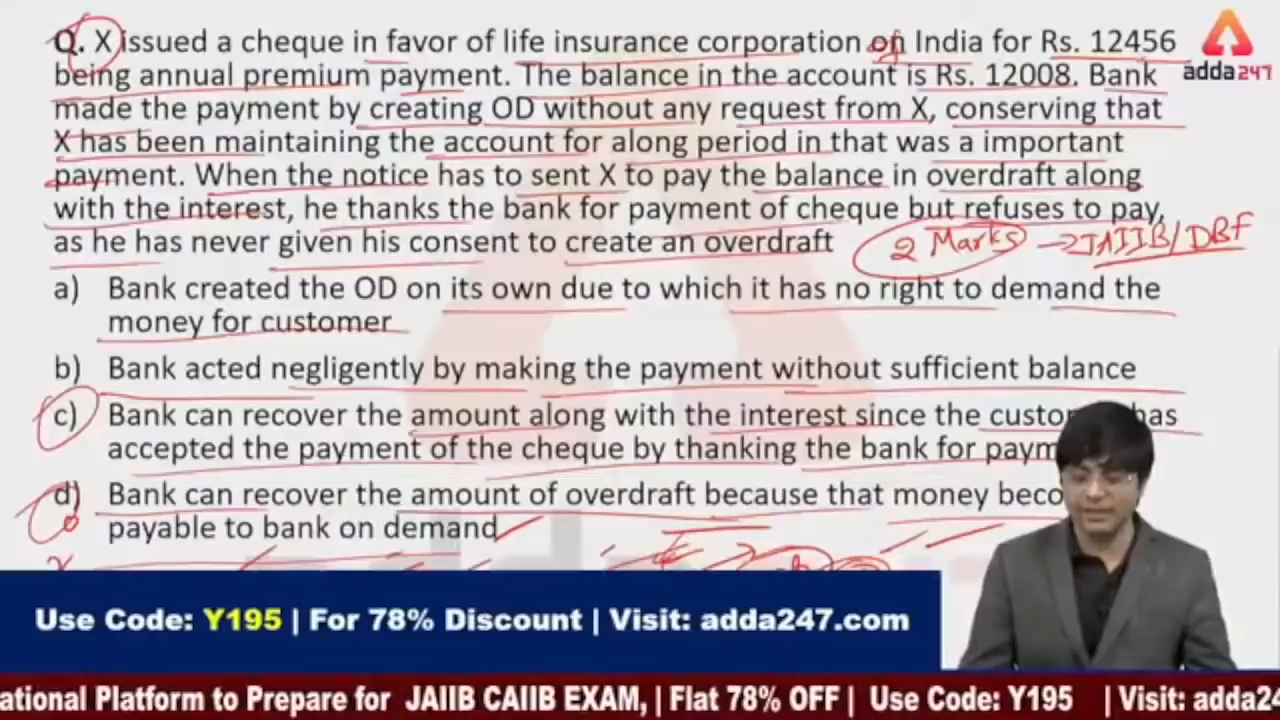 Q. X issued a cheque in favor of life insurance corporation on India for Rs. 12456
of
adda247
being annual premium payment. The balance in the account is Rs. 12008. Bank
made the payment by creating OD without any request from X, conserving that
X has been maintaining the account for along period in that was a important
payment. When the notice has to sent X to pay the balance in overdraft along
with the interest, he thanks the bank for payment of cheque but refuses to pay,
as he has never given his consent to create an overdraft
2 Marks → JAIIB/DBF
a) Bank created the OD on its own due to which it has no right to demand the
money for customer
b) Bank acted negligently by making the payment without sufficient balance
c) Bank can recover the amount along with the interest since the custo has
accepted the payment of the cheque by thanking the bank for paym
d) Bank can recover the amount of overdraft because that money beco
payable to bank on demand
Use Code: Y195 | For 78% Discount | Visit: adda247.com
ational Platform to Prepare for JAIIB CAIIB EXAM, | Flat 78% OFF | Use Code: Y195 | Visit: adda24